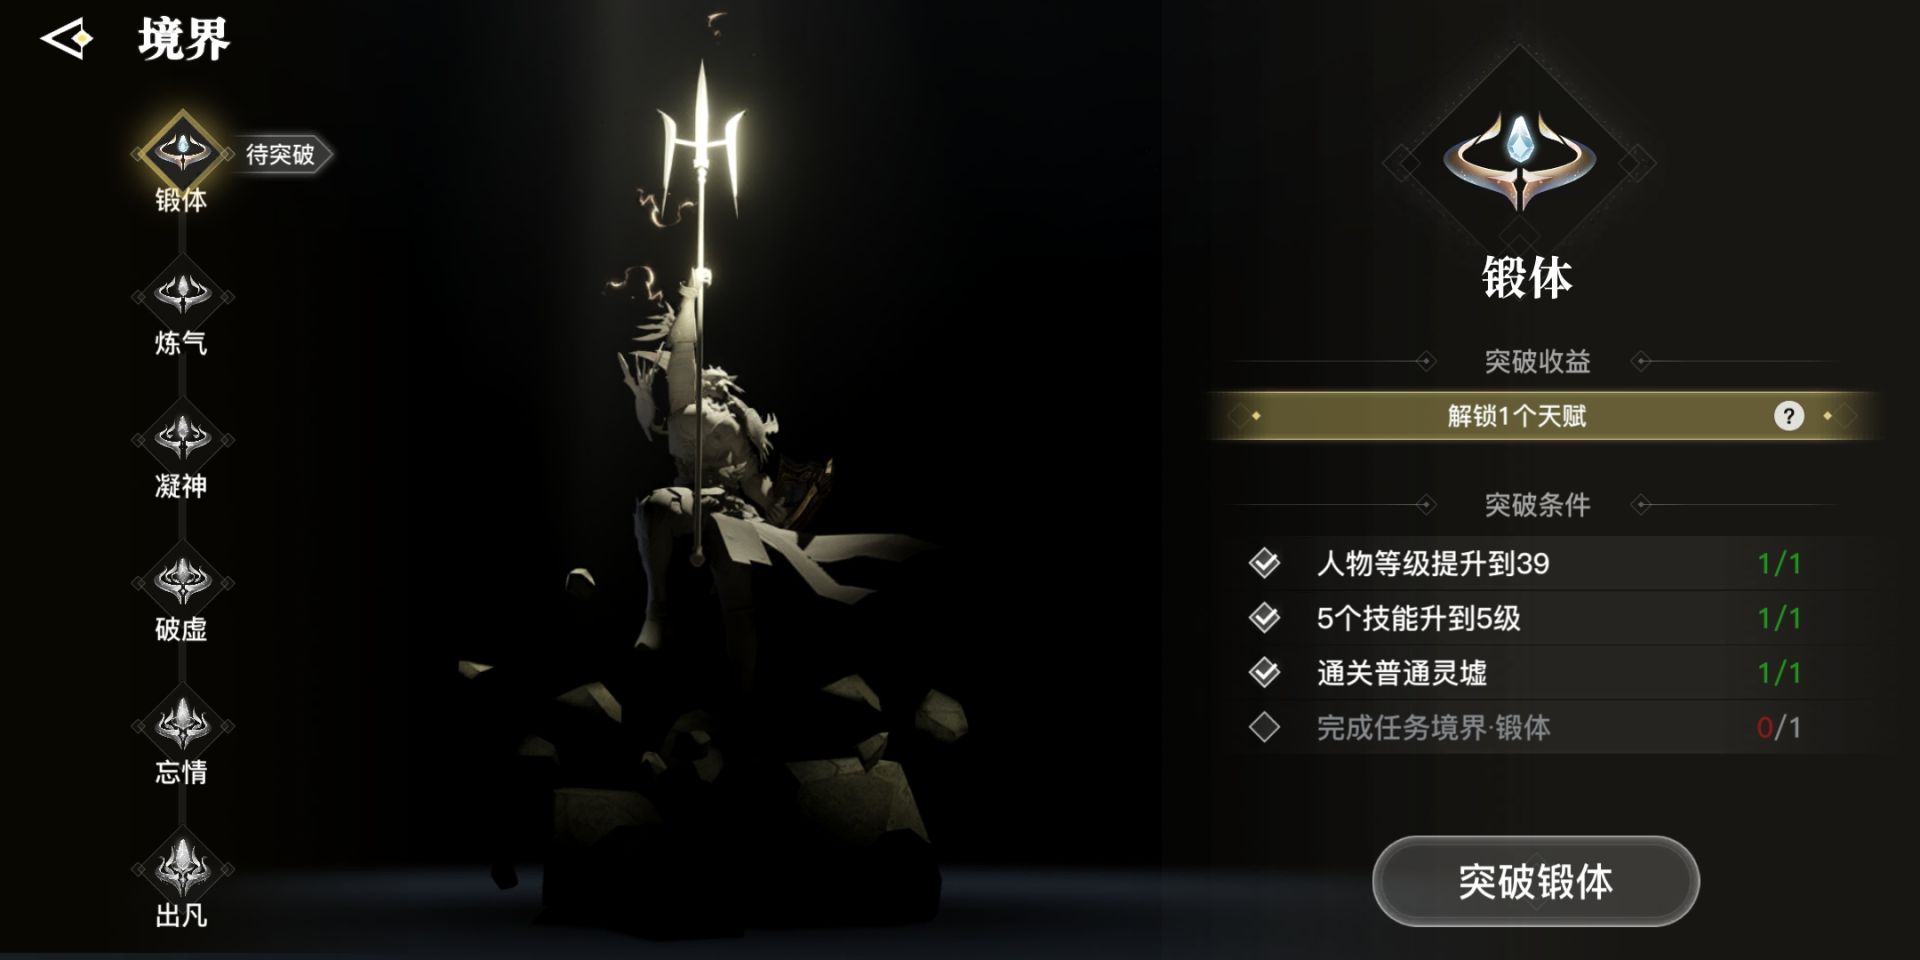 境界
待突破
锻体
炼气
凝神
破虚
忘情
出凡
锻体
突破收益
解锁1个天赋
?
突破条件
人物等级提升到39 1/1
5个技能升到5级 1/1
通关普通灵墟 1/1
完成任务境界·锻体 0/1
突破锻体